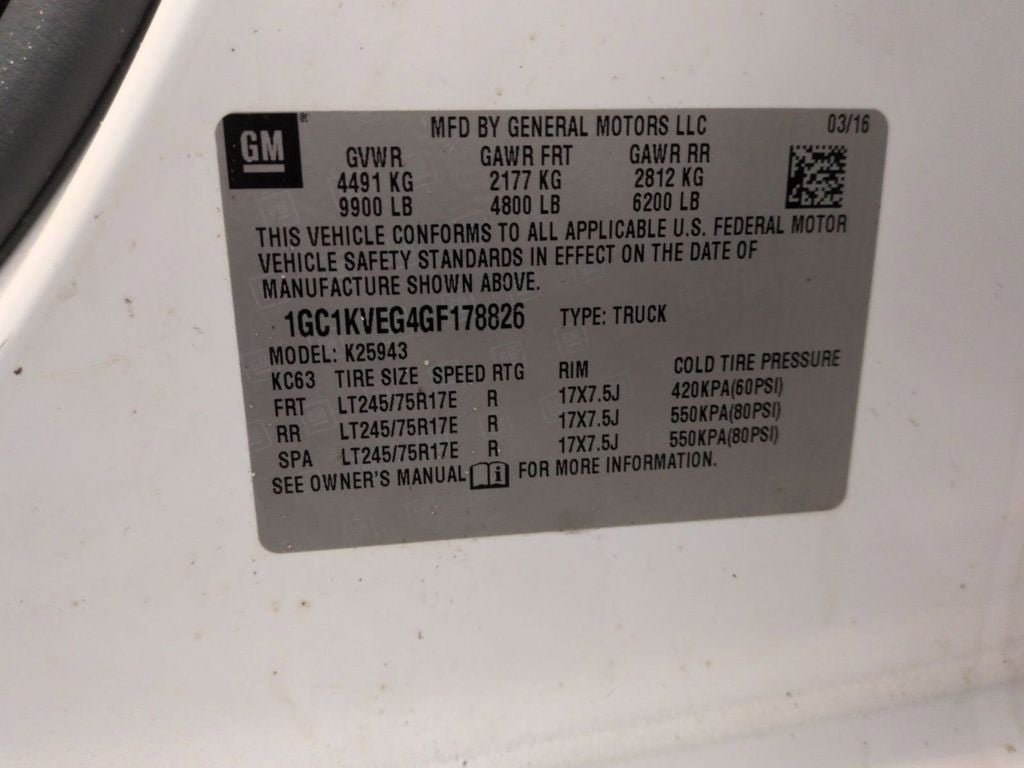 GM®
MFD BY GENERAL MOTORS LLC 03/16
GVWR GAWR FRT GAWR RR
4491 KG 2177 KG 2812 KG
9900 LB 4800 LB 6200 LB
THIS VEHICLE CONFORMS TO ALL APPLICABLE U.S. FEDERAL MOTOR
VEHICLE SAFETY STANDARDS IN EFFECT ON THE DATE OF
MANUFACTURE SHOWN ABOVE.
1GC1KVEG4GF178826 TYPE: TRUCK
MODEL: K25943
KC63 TIRE SIZE SPEED RTG RIM COLD TIRE PRESSURE
FRT LT245/75R17E R 17X7.5J 420KPA(60PSI)
RR LT245/75R17E R 17X7.5J 550KPA(80PSI)
SPA LT245/75R17E R 17X7.5J 550KPA(80PSI)
SEE OWNER'S MANUAL i FOR MORE INFORMATION.